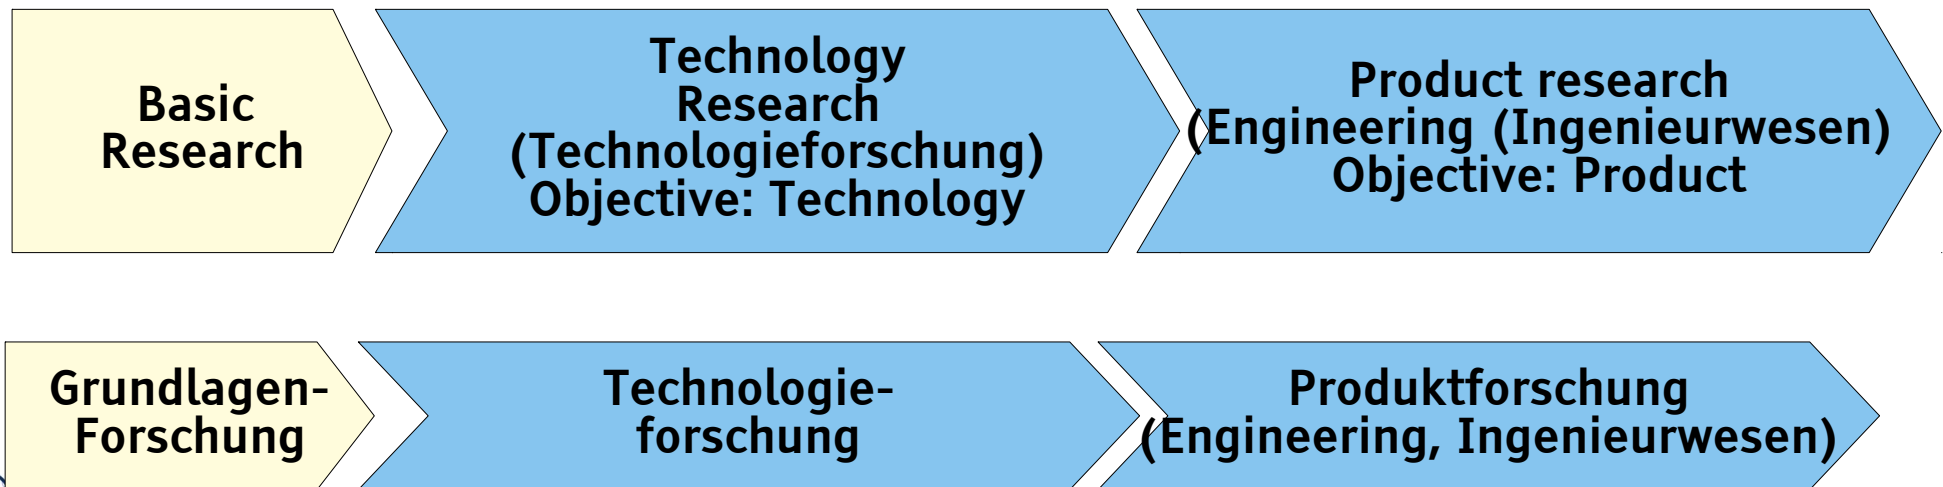 Basic
Research
Technology
Research
(Technologieforschung)
Objective: Technology
Product research
(Engineering (Ingenieurwesen)
Objective: Product
Grundlagen-
Forschung
Technologie-
forschung
Produktforschung
(Engineering, Ingenieurwesen)